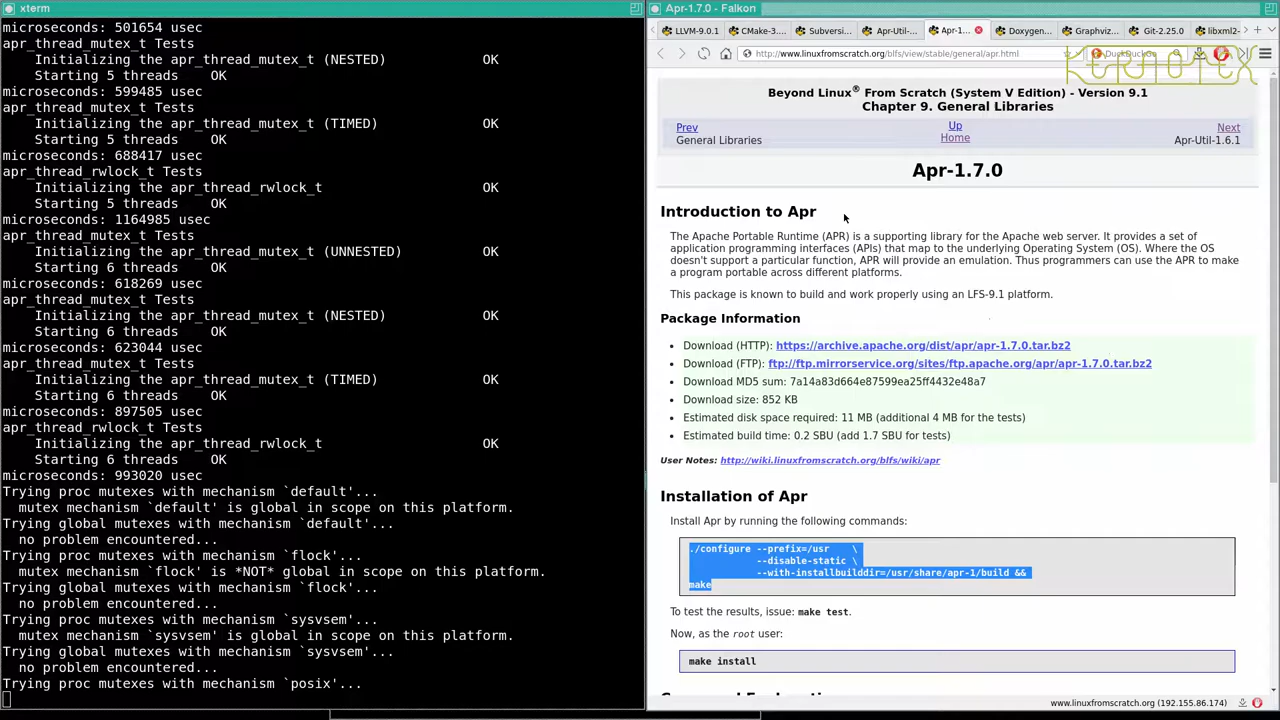 xterm
microseconds: 501654 usec
apr_thread_mutex_t Tests
Initializing the apr_thread_mutex_t (NESTED) OK
Starting 5 threads OK
microseconds: 599485 usec
apr_thread_mutex_t Tests
Initializing the apr_thread_mutex_t (TIMED) OK
Starting 5 threads OK
microseconds: 688417 usec
apr_thread_rwlock_t Tests
Initializing the apr_thread_rwlock_t OK
Starting 5 threads OK
microseconds: 1164985 usec
apr_thread_mutex_t Tests
Initializing the apr_thread_mutex_t (UNNESTED) OK
Starting 6 threads OK
microseconds: 618269 usec
apr_thread_mutex_t Tests
Initializing the apr_thread_mutex_t (NESTED) OK
Starting 6 threads OK
microseconds: 623044 usec
apr_thread_mutex_t Tests
Initializing the apr_thread_mutex_t (TIMED) OK
Starting 6 threads OK
microseconds: 897505 usec
apr_thread_rwlock_t Tests
Initializing the apr_thread_rwlock_t OK
Starting 6 threads OK
microseconds: 993020 usec
Trying proc mutexes with mechanism `default'...
mutex mechanism `default' is global in scope on this platform.
Trying global mutexes with mechanism `default'...
no problem encountered...
Trying proc mutexes with mechanism `flock'...
mutex mechanism `flock' is *NOT* global in scope on this platform.
Trying global mutexes with mechanism `flock'...
no problem encountered...
Trying proc mutexes with mechanism `sysvsem'...
mutex mechanism `sysvsem' is global in scope on this platform.
Trying global mutexes with mechanism `sysvsem'...
no problem encountered...
Trying proc mutexes with mechanism `posix'...
Apr-1.7.0 - Falkon
LLVM-9.0.1 CMake-3.... Subversi... Apr-Util-... Apr-1... Doxygen... Graphviz... Git-2.25.0 libxml2-
http://www.linuxfromscratch.org/blfs/view/stable/general/apr.html DuckDuckGo
KERNOTEX
Beyond Linux® From Scratch (System V Edition) - Version 9.1
Chapter 9. General Libraries
Prev Up Next
General Libraries Home Apr-Util-1.6.1
Apr-1.7.0
Introduction to Apr
The Apache Portable Runtime (APR) is a supporting library for the Apache web server. It provides a set of
application programming interfaces (APIs) that map to the underlying Operating System (OS). Where the OS
doesn't support a particular function, APR will provide an emulation. Thus programmers can use the APR to make
a program portable across different platforms.
This package is known to build and work properly using an LFS-9.1 platform.
Package Information
• Download (HTTP): https://archive.apache.org/dist/apr/apr-1.7.0.tar.bz2
• Download (FTP): ftp://ftp.mirrorservice.org/sites/ftp.apache.org/apr/apr-1.7.0.tar.bz2
• Download MD5 sum: 7a14a83d664e87599ea25ff4432e48a7
• Download size: 852 KB
• Estimated disk space required: 11 MB (additional 4 MB for the tests)
• Estimated build time: 0.2 SBU (add 1.7 SBU for tests)
User Notes: http://wiki.linuxfromscratch.org/blfs/wiki/apr
Installation of Apr
Install Apr by running the following commands:
./configure --prefix=/usr \
--disable-static \
--with-installbuilddir=/usr/share/apr-1/build &&
make
To test the results, issue: make test.
Now, as the root user:
make install
www.linuxfromscratch.org (192.155.86.174)